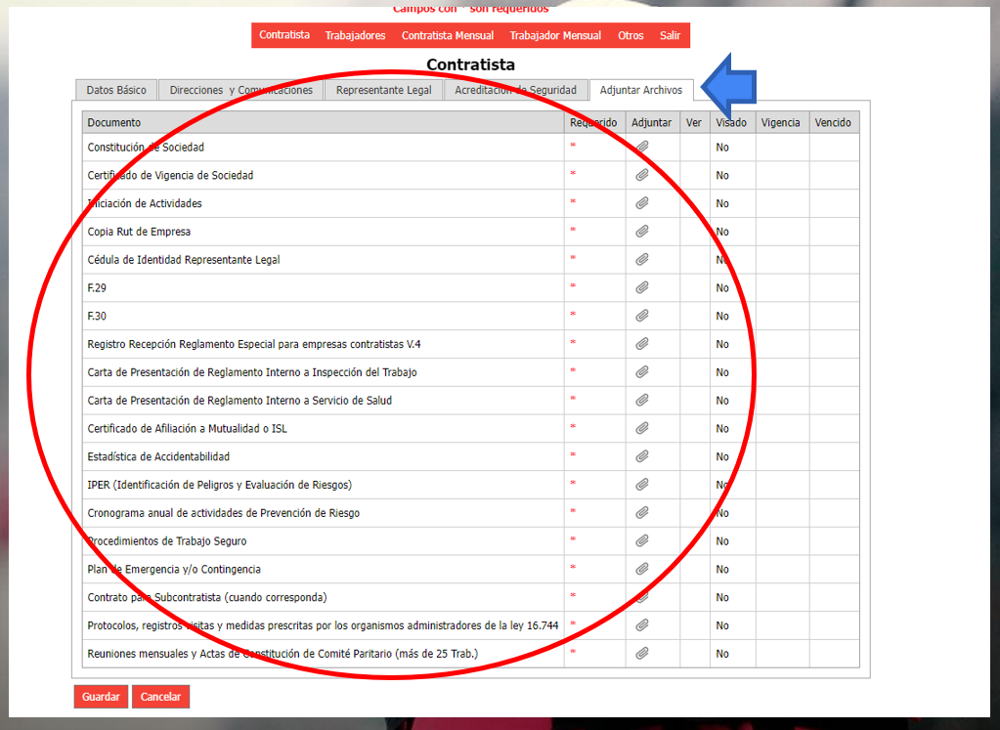 Campos con * son requeridos
Contratista Trabajadores Contratista Mensual Trabajador Mensual Otros Salir
Contratista
Datos Básico Direcciones y Comunicaciones Representante Legal Acreditación de Seguridad Adjuntar Archivos
Documento Requerido Adjuntar Ver Visado Vigencia Vencido
Constitución de Sociedad * No
Certificado de Vigencia de Sociedad * No
Iniciación de Actividades * No
Copia Rut de Empresa * No
Cédula de Identidad Representante Legal * No
F.29 * No
F.30 * No
Registro Recepción Reglamento Especial para empresas contratistas V.4 * No
Carta de Presentación de Reglamento Interno a Inspección del Trabajo * No
Carta de Presentación de Reglamento Interno a Servicio de Salud * No
Certificado de Afiliación a Mutualidad o ISL * No
Estadística de Accidentabilidad * No
IPER (Identificación de Peligros y Evaluación de Riesgos) * No
Cronograma anual de actividades de Prevención de Riesgo * No
Procedimientos de Trabajo Seguro * No
Plan de Emergencia y/o Contingencia * No
Contrato para Subcontratista (cuando corresponda) * No
Protocolos, registros visitas y medidas prescritas por los organismos administradores de la ley 16.744 * No
Reuniones mensuales y Actas de Constitución de Comité Paritario (más de 25 Trab.) * No
Guardar Cancelar